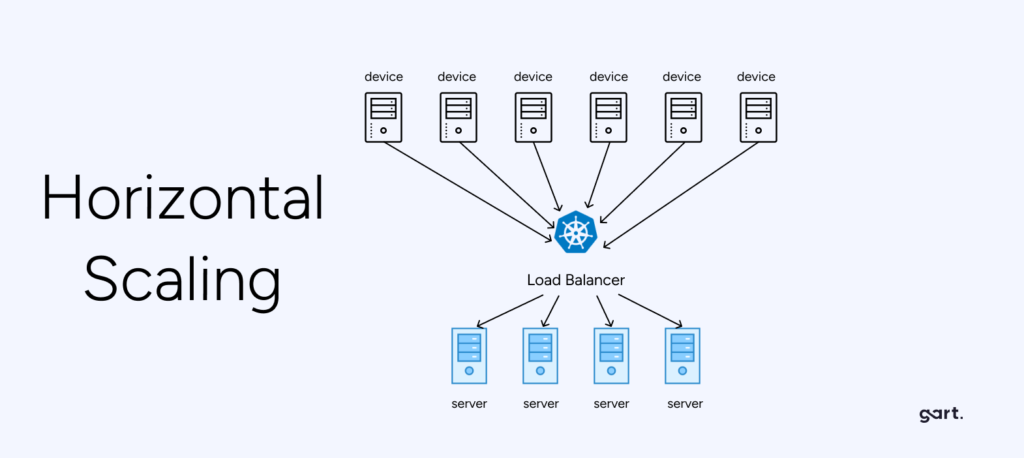 Horizontal
Scaling
device device device device device device
Load Balancer
server server server server
gart.